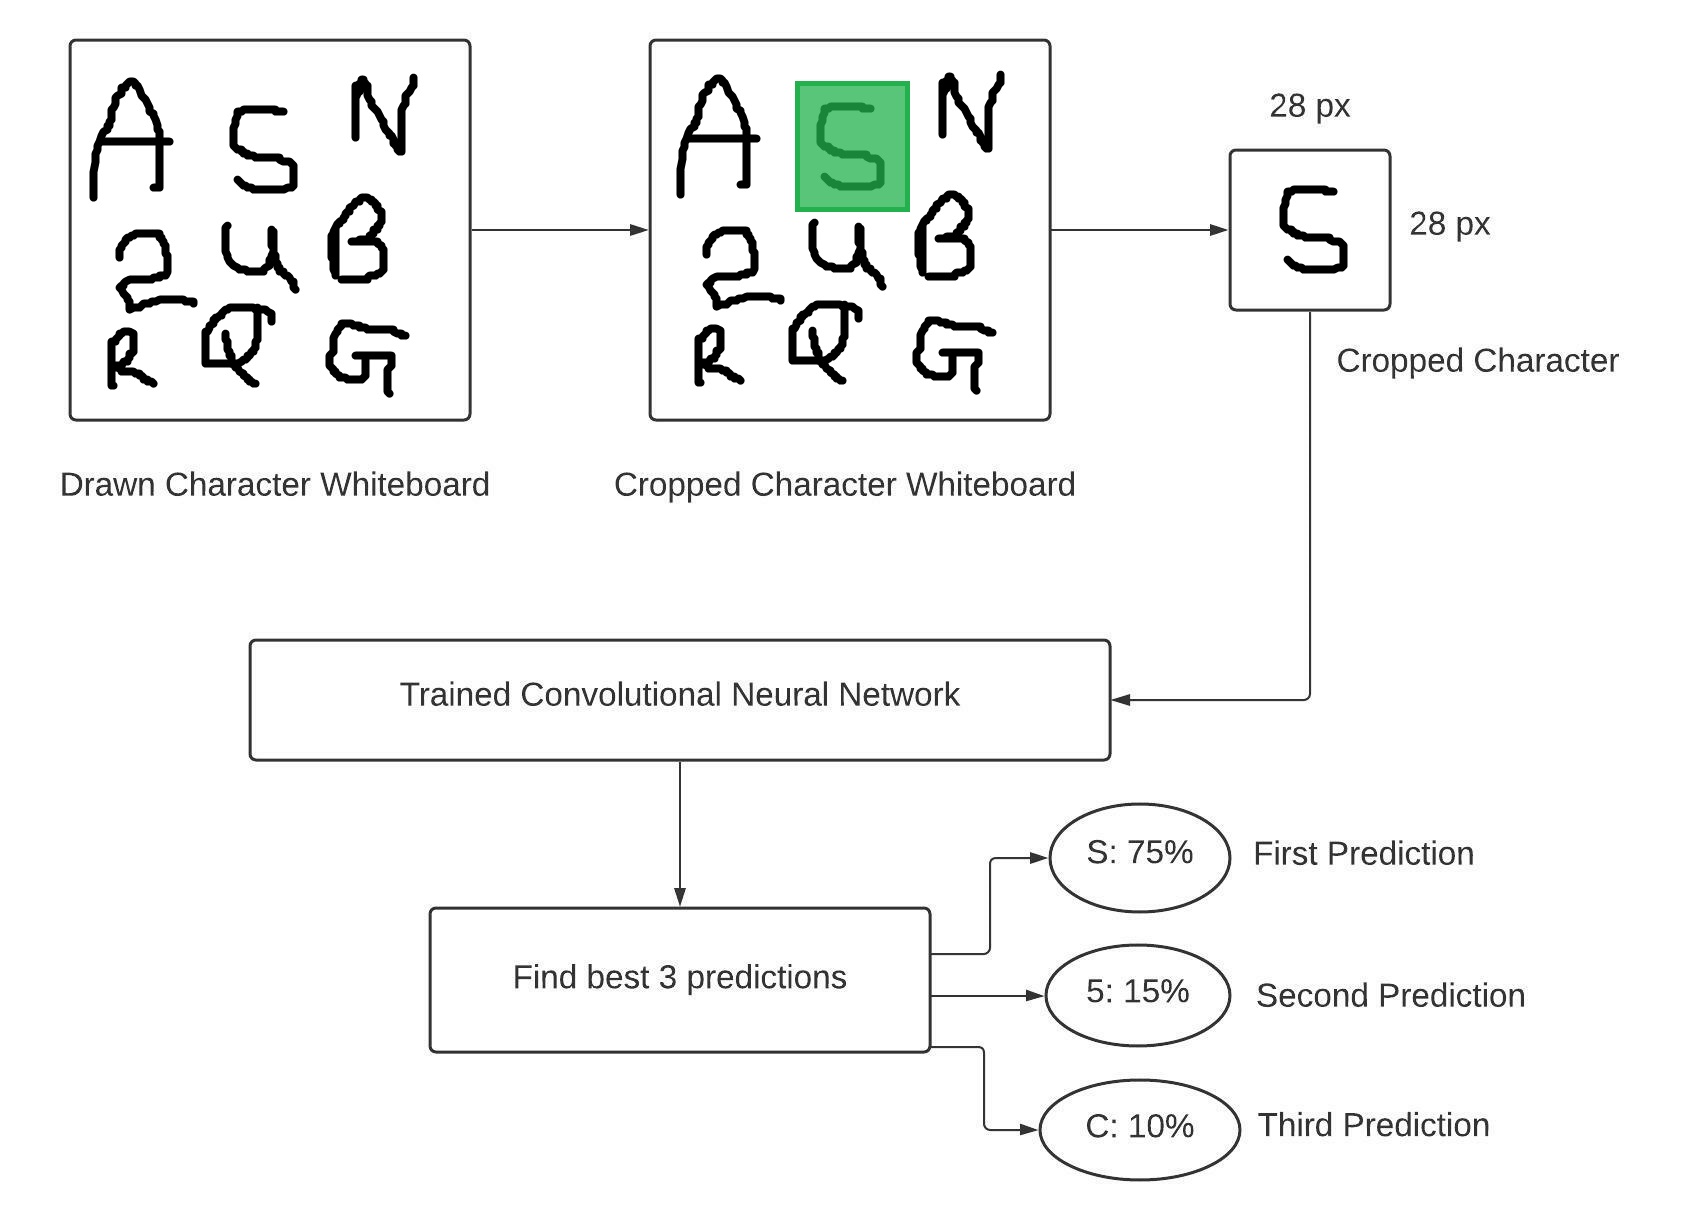 A S N
2 U B
R Q G
Drawn Character Whiteboard
A S N
2 U B
R Q G
Cropped Character Whiteboard
28 px
S
28 px
Cropped Character
Trained Convolutional Neural Network
Find best 3 predictions
S: 75%
First Prediction
5: 15%
Second Prediction
C: 10%
Third Prediction